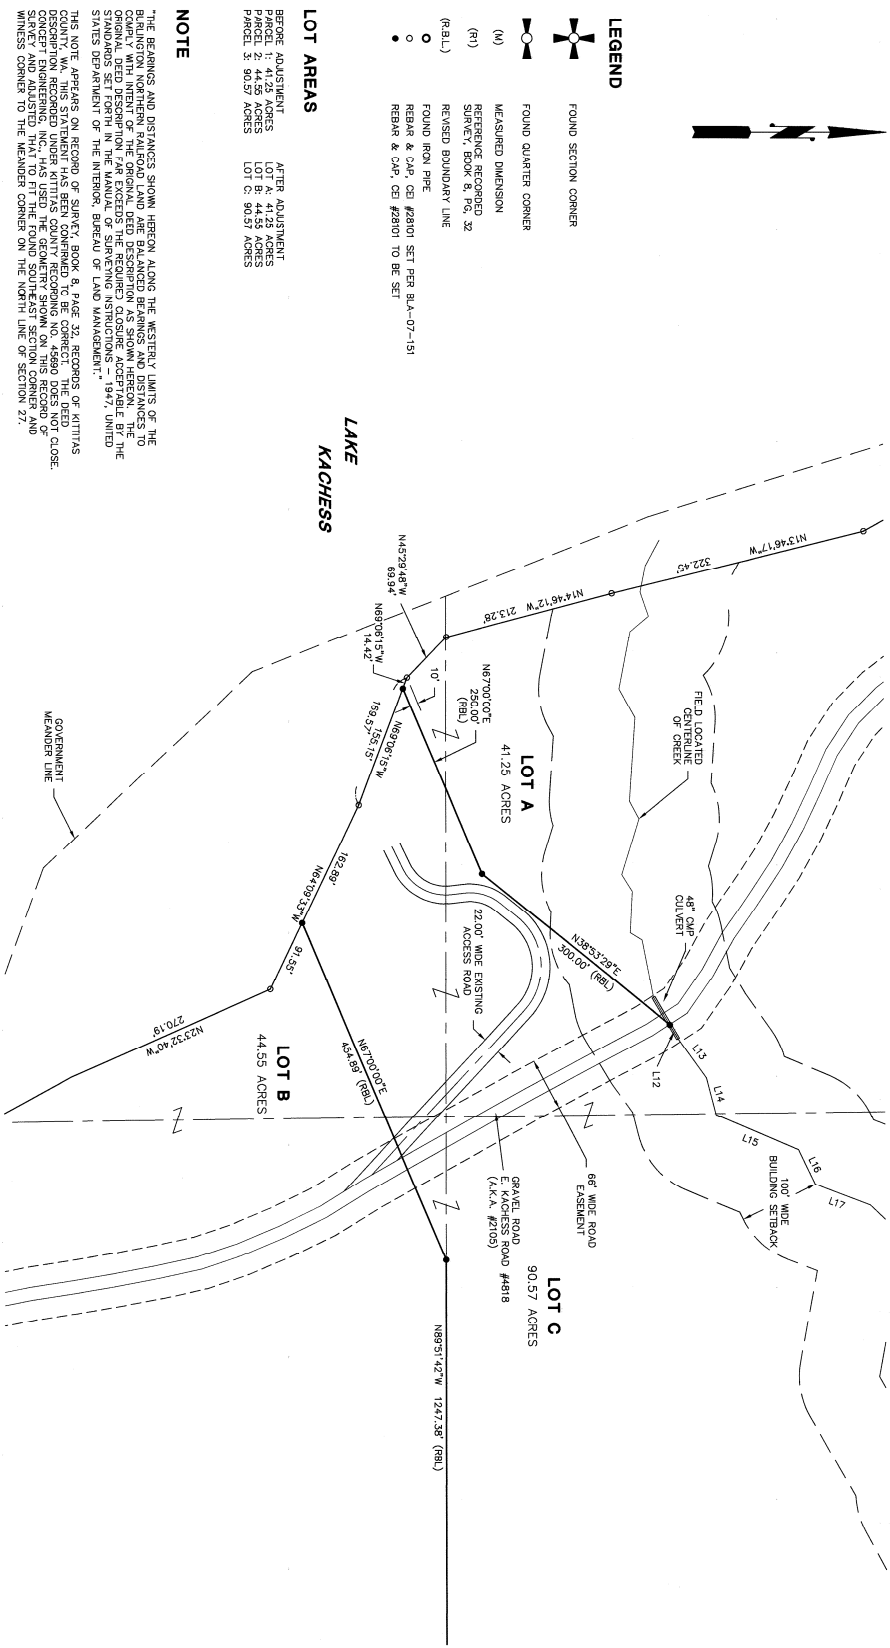 LEGEND
FOUND SECTION CORNER
FOUND QUARTER CORNER
(M)
MEASURED DIMENSION
(R1)
REFERENCE RECORDED
SURVEY, BOOK 8, PG, 32
(R.B.L.)
REVISED BOUNDARY LINE
FOUND IRON PIPE
REBAR & CAP, CEI #28101 SET PER BLA-07-151
REBAR & CAP, CEI #28101 TO BE SET
LOT AREAS
BEFORE ADJUSTMENT
PARCEL 1: 41.25 ACRES
PARCEL 2: 44.55 ACRES
PARCEL 3: 90.57 ACRES
AFTER ADJUSTMENT
LOT A: 41.25 ACRES
LOT B: 44.55 ACRES
LOT C: 90.57 ACRES
NOTE
"THE BEARINGS AND DISTANCES SHOWN HEREON ALONG THE WESTERLY LIMITS OF THE
BURLINGTON NORTHERN RAILROAD LAND ARE BALANCED BEARINGS AND DISTANCES TO
COMPLY WITH INTENT OF THE ORIGINAL DEED DESCRIPTION AS SHOWN HEREON. THE
ORIGINAL DEED DESCRIPTION FAR EXCEEDS THE REQUIRED CLOSURE ACCEPTABLE BY THE
STANDARDS SET FORTH IN THE MANUAL OF SURVEYING INSTRUCTIONS - 1947, UNITED
STATES DEPARTMENT OF THE INTERIOR, BUREAU OF LAND MANAGEMENT."
THIS NOTE APPEARS ON RECORD OF SURVEY, BOOK 8, PAGE 32, RECORDS OF KITTITAS
COUNTY, WA. THIS STATEMENT HAS BEEN CONFIRMED TO BE CORRECT. THE DEED
DESCRIPTION RECORDED UNDER KITTITAS COUNTY RECORDING NO. 45690 DOES NOT CLOSE.
CONCEPT ENGINEERING, INC., HAS USED THE GEOMETRY SHOWN ON THIS RECORD OF
SURVEY AND ADJUSTED THAT TO FIT THE FOUND SOUTHEAST SECTION CORNER AND
WITNESS CORNER TO THE MEANDER CORNER ON THE NORTH LINE OF SECTION 27.
LAKE
KACHESS
N13°46'17"W
322.45'
N14°46'12"W 213.28'
N45°29'48"W
69.94'
N69°06'15"W
14.42'
10'
N67°00'00"E
250.00'
(RBL)
N69°06'15"W
155.15'
159.57'
LOT A
41.25 ACRES
FIELD LOCATED
CENTERLINE
OF CREEK
GOVERNMENT
MEANDER LINE
162.89'
N64°09'33"W
91.55'
48" CMP
CULVERT
22.00' WIDE EXISTING
ACCESS ROAD
N38°53'29"E
300.00' (RBL)
270.19'
N23°32'40"W
LOT B
44.55 ACRES
N67°00'00"E
454.89' (RBL)
L12
L13
L14
L15
L16
L17
100' WIDE
BUILDING SETBACK
66' WIDE ROAD
EASEMENT
GRAVEL ROAD
E. KACHESS ROAD #4818
(A.K.A. #2105)
LOT C
90.57 ACRES
N89°51'42"W 1247.38' (RBL)